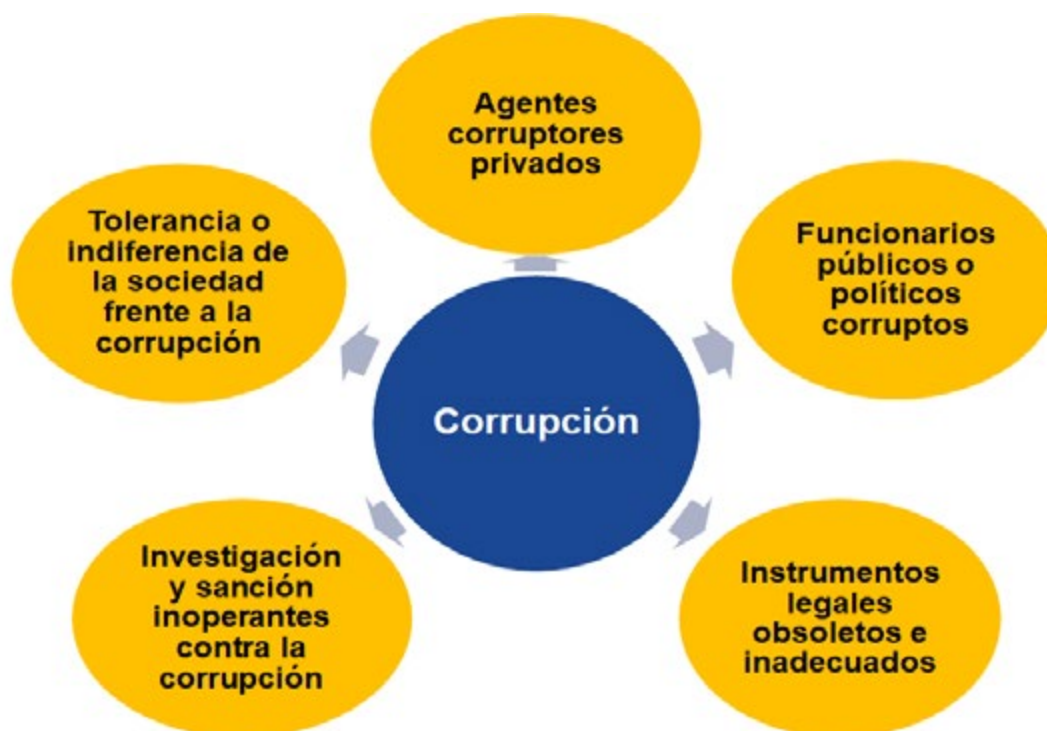 Agentes
corruptores
privados
Tolerancia o
indiferencia de
la sociedad
frente a la
corrupción
Funcionarios
públicos o
políticos
corruptos
Corrupción
Investigación
y sanción
inoperantes
contra la
corrupción
Instrumentos
legales
obsoletos e
inadecuados